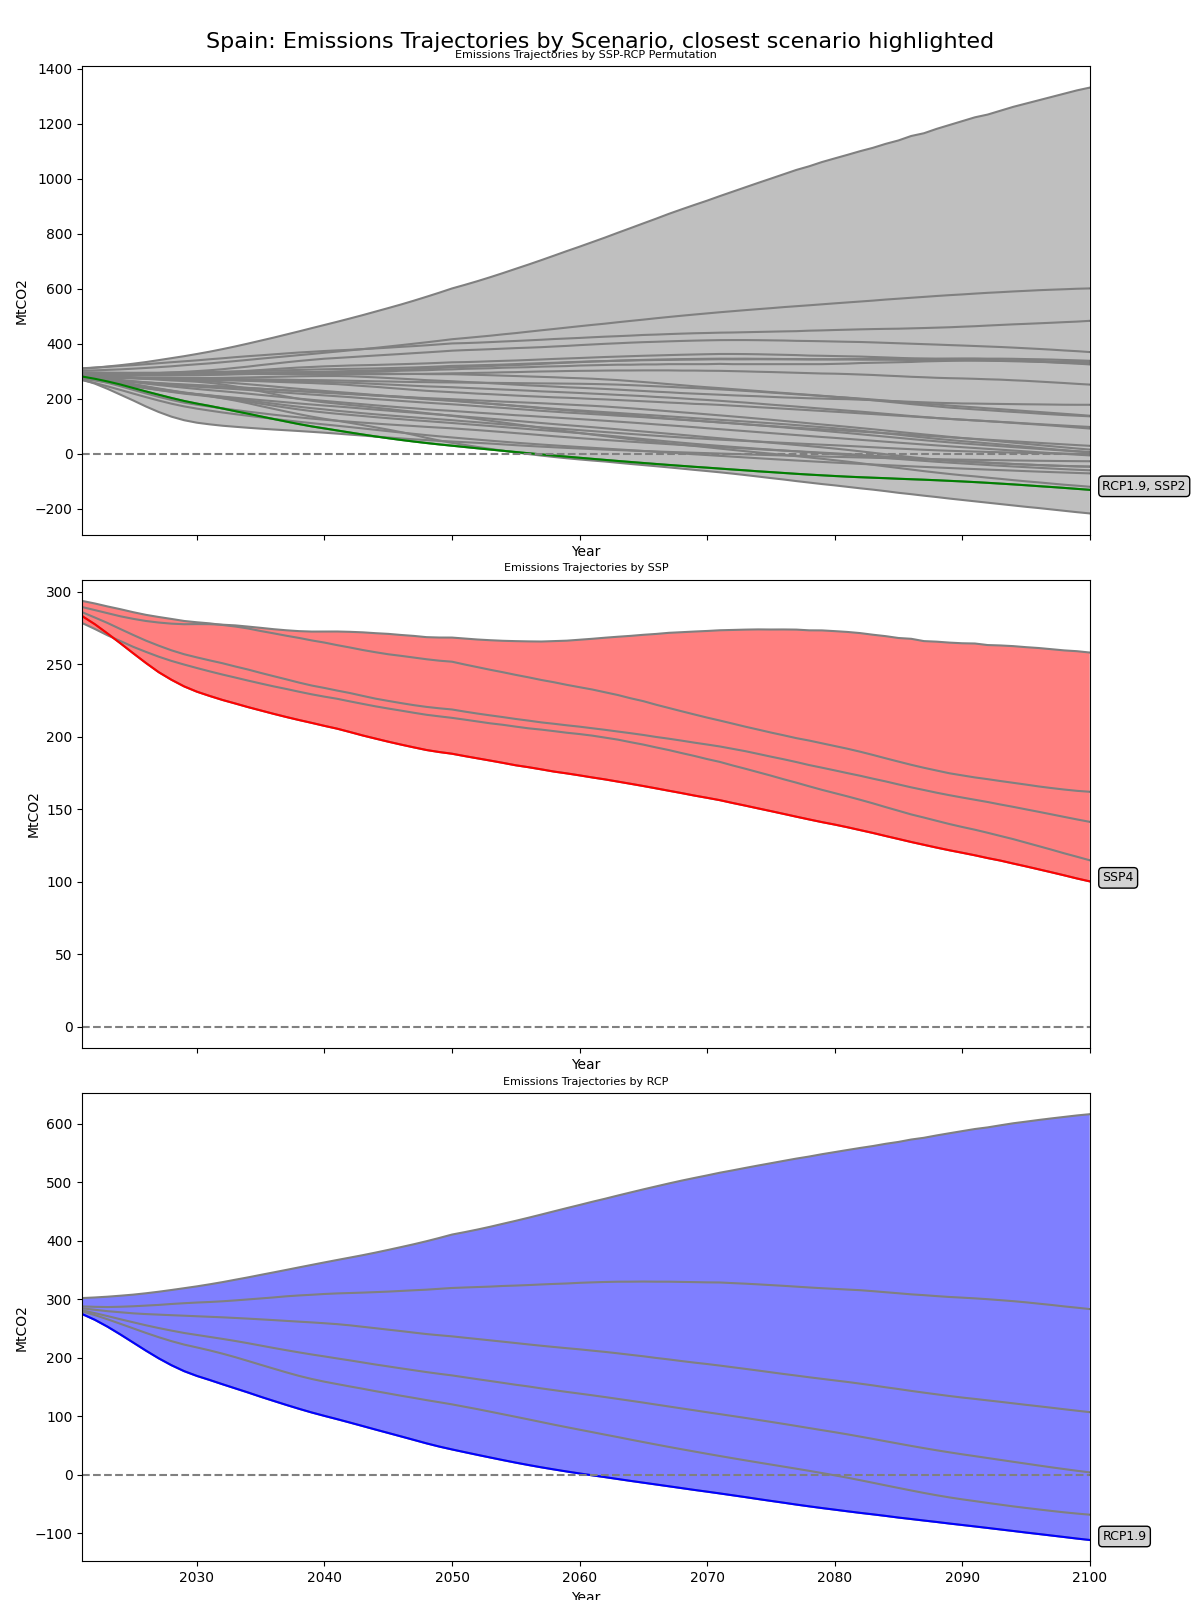 Spain: Emissions Trajectories by Scenario, closest scenario highlighted
Emissions Trajectories by SSP-RCP Permutation
1400
1200
1000
800
600
400
200
0
−200
MtCO2
RCP1.9, SSP2
Year
Emissions Trajectories by SSP
300
250
200
150
100
50
0
MtCO2
SSP4
Year
Emissions Trajectories by RCP
600
500
400
300
200
100
0
−100
MtCO2
RCP1.9
2030 2040 2050 2060 2070 2080 2090 2100
Year